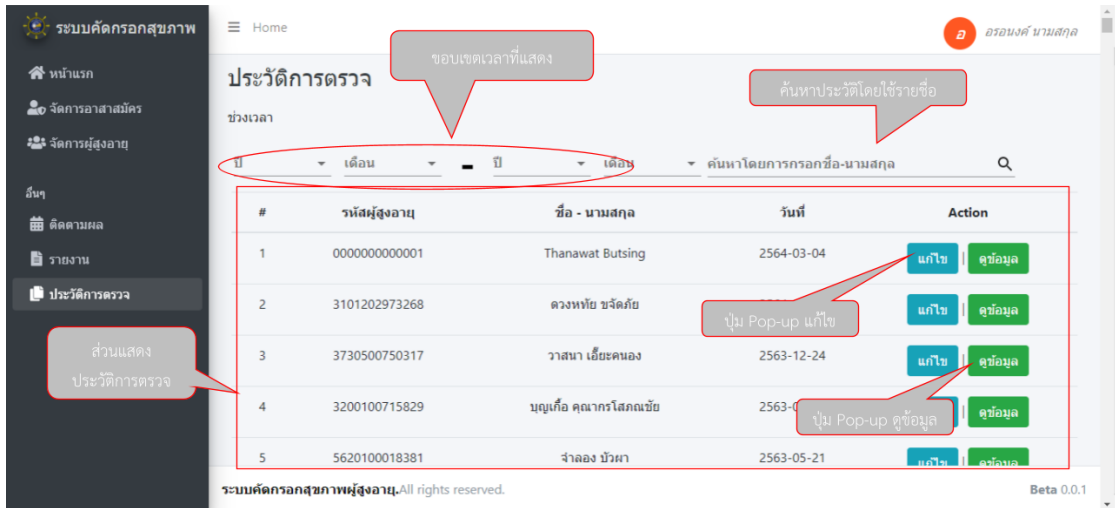 ระบบคัดกรอกสุขภาพ
Home
อ
อรอนงค์ นามสกุล
ขอบเขตเวลาที่แสดง
หน้าแรก
จัดการอาสาสมัคร
จัดการผู้สูงอายุ
อื่นๆ
ติดตามผล
รายงาน
ประวัติการตรวจ
ส่วนแสดง
ประวัติการตรวจ
ประวัติการตรวจ
ค้นหาประวัติโดยใช้รายชื่อ
ช่วงเวลา
ปี เดือน - ปี เดือน ค้นหาโดยการกรอกชื่อ-นามสกุล
# รหัสผู้สูงอายุ ชื่อ - นามสกุล วันที่ Action
1 0000000000001 Thanawat Butsing 2564-03-04 แก้ไข | ดูข้อมูล
2 3101202973268 ดวงหทัย ขจัดภัย แก้ไข | ดูข้อมูล
ปุ่ม Pop-up แก้ไข
3 3730500750317 วาสนา เอี้ยะคนอง 2563-12-24 แก้ไข | ดูข้อมูล
4 3200100715829 บุญเกื้อ คุณากรโสภณชัย 2563-0 | ดูข้อมูล
ปุ่ม Pop-up ดูข้อมูล
5 5620100018381 จำลอง บัวผา 2563-05-21 แก้ไข | ดูข้อมูล
ระบบคัดกรอกสุขภาพผู้สูงอายุ.All rights reserved. Beta 0.0.1